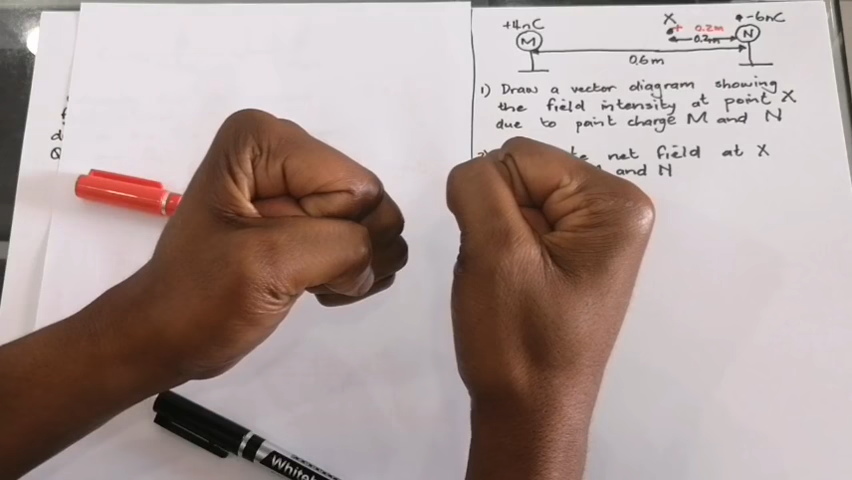 +4nC X -6nC
M + 0.2m N
0.2m
0.6m
1) Draw a vector diagram showing
the field intensity at point X
due to point charge M and N
net field at X
and N
d
Q
White